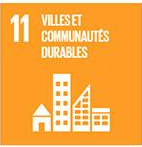 11 VILLES ET
COMMUNAUTÉS
DURABLES